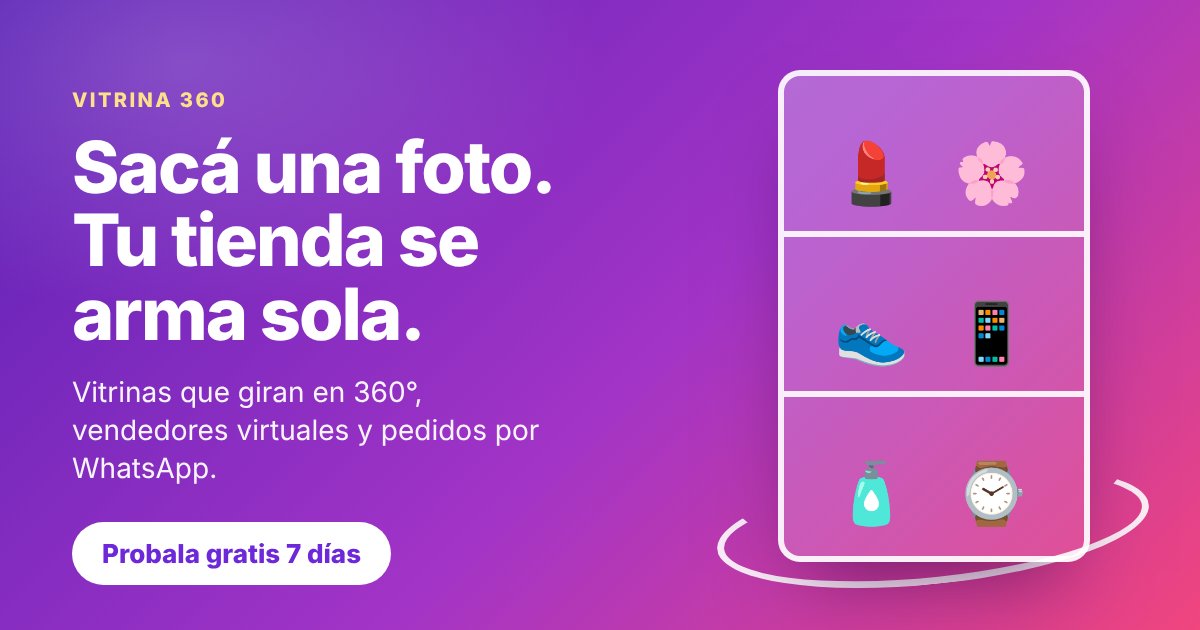 VITRINA 360
Sacá una foto.
Tu tienda se
arma sola.
Vitrinas que giran en 360°,
vendedores virtuales y pedidos por
WhatsApp.
Probala gratis 7 días